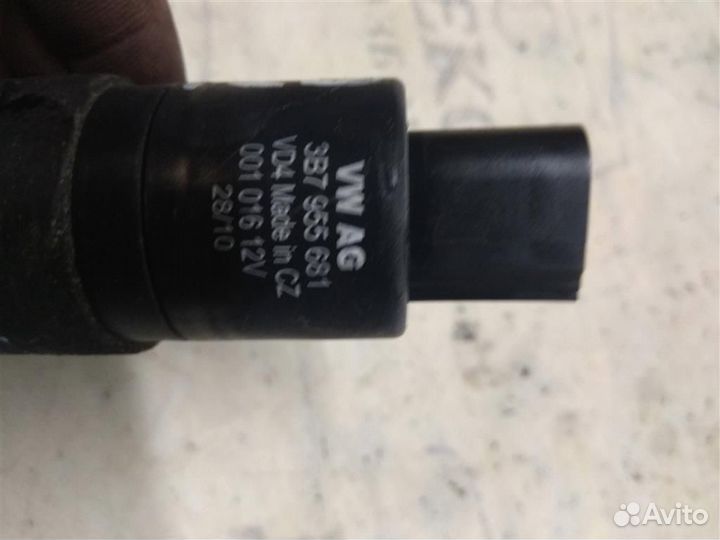 VW AG
3B7 955 681
VD4 Made in CZ
001 016 12V
28/10
Avito